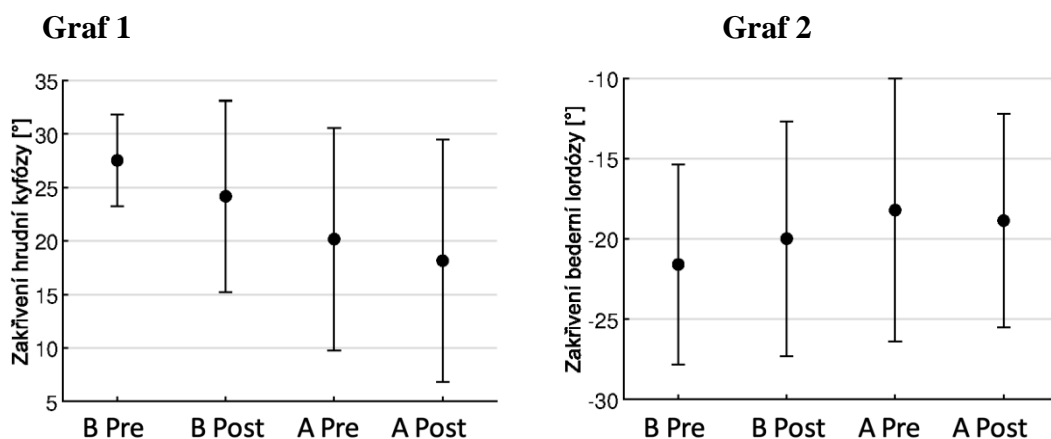 Graf 1
Zakřivení hrudní kyfózy [°]
35
30
25
20
15
10
5
B Pre B Post A Pre A Post
Graf 2
Zakřivení bederní lordózy [°]
-10
-15
-20
-25
-30
B Pre B Post A Pre A Post